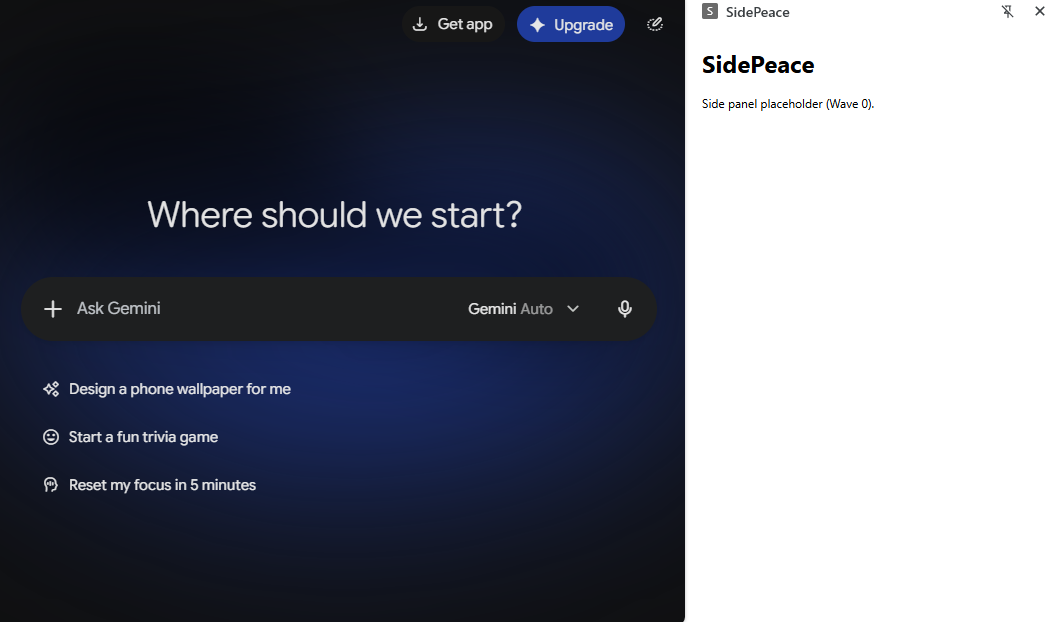 Get app
Upgrade
Where should we start?
Ask Gemini
Gemini Auto
Design a phone wallpaper for me
Start a fun trivia game
Reset my focus in 5 minutes
S SidePeace
SidePeace
Side panel placeholder (Wave 0).